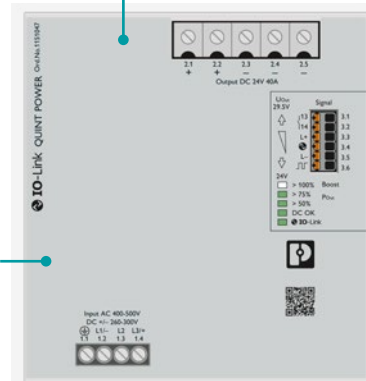 2.1 2.2 2.3 2.4 2.5
+ + − − −
Output DC 24V 40A
Ord.No.1151047
IO-Link QUINT POWER
UOut
29.5V
24V
Signal
13 3.1
14 3.2
L+ 3.3
3.4
L− 3.5
3.6
> 100% Boost
> 75%
> 50%
POut
DC OK
IO-Link
Input AC 400-500V
DC +/− 260-300V
L1/− L2 L3/+
1.1 1.2 1.3 1.4